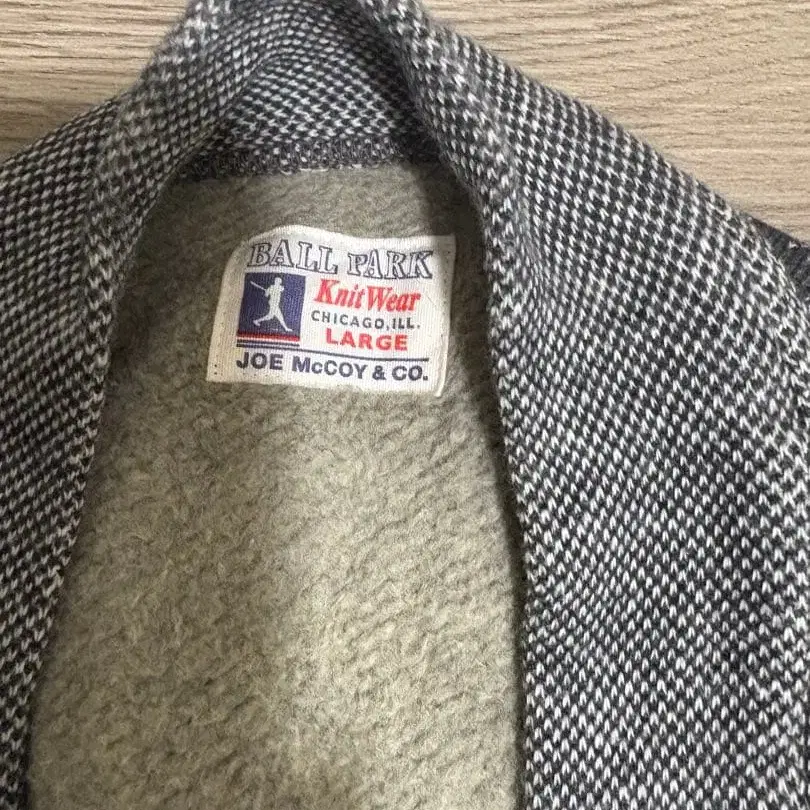 BALL PARK
Knit Wear
CHICAGO, ILL.
LARGE
JOE McCOY & CO.